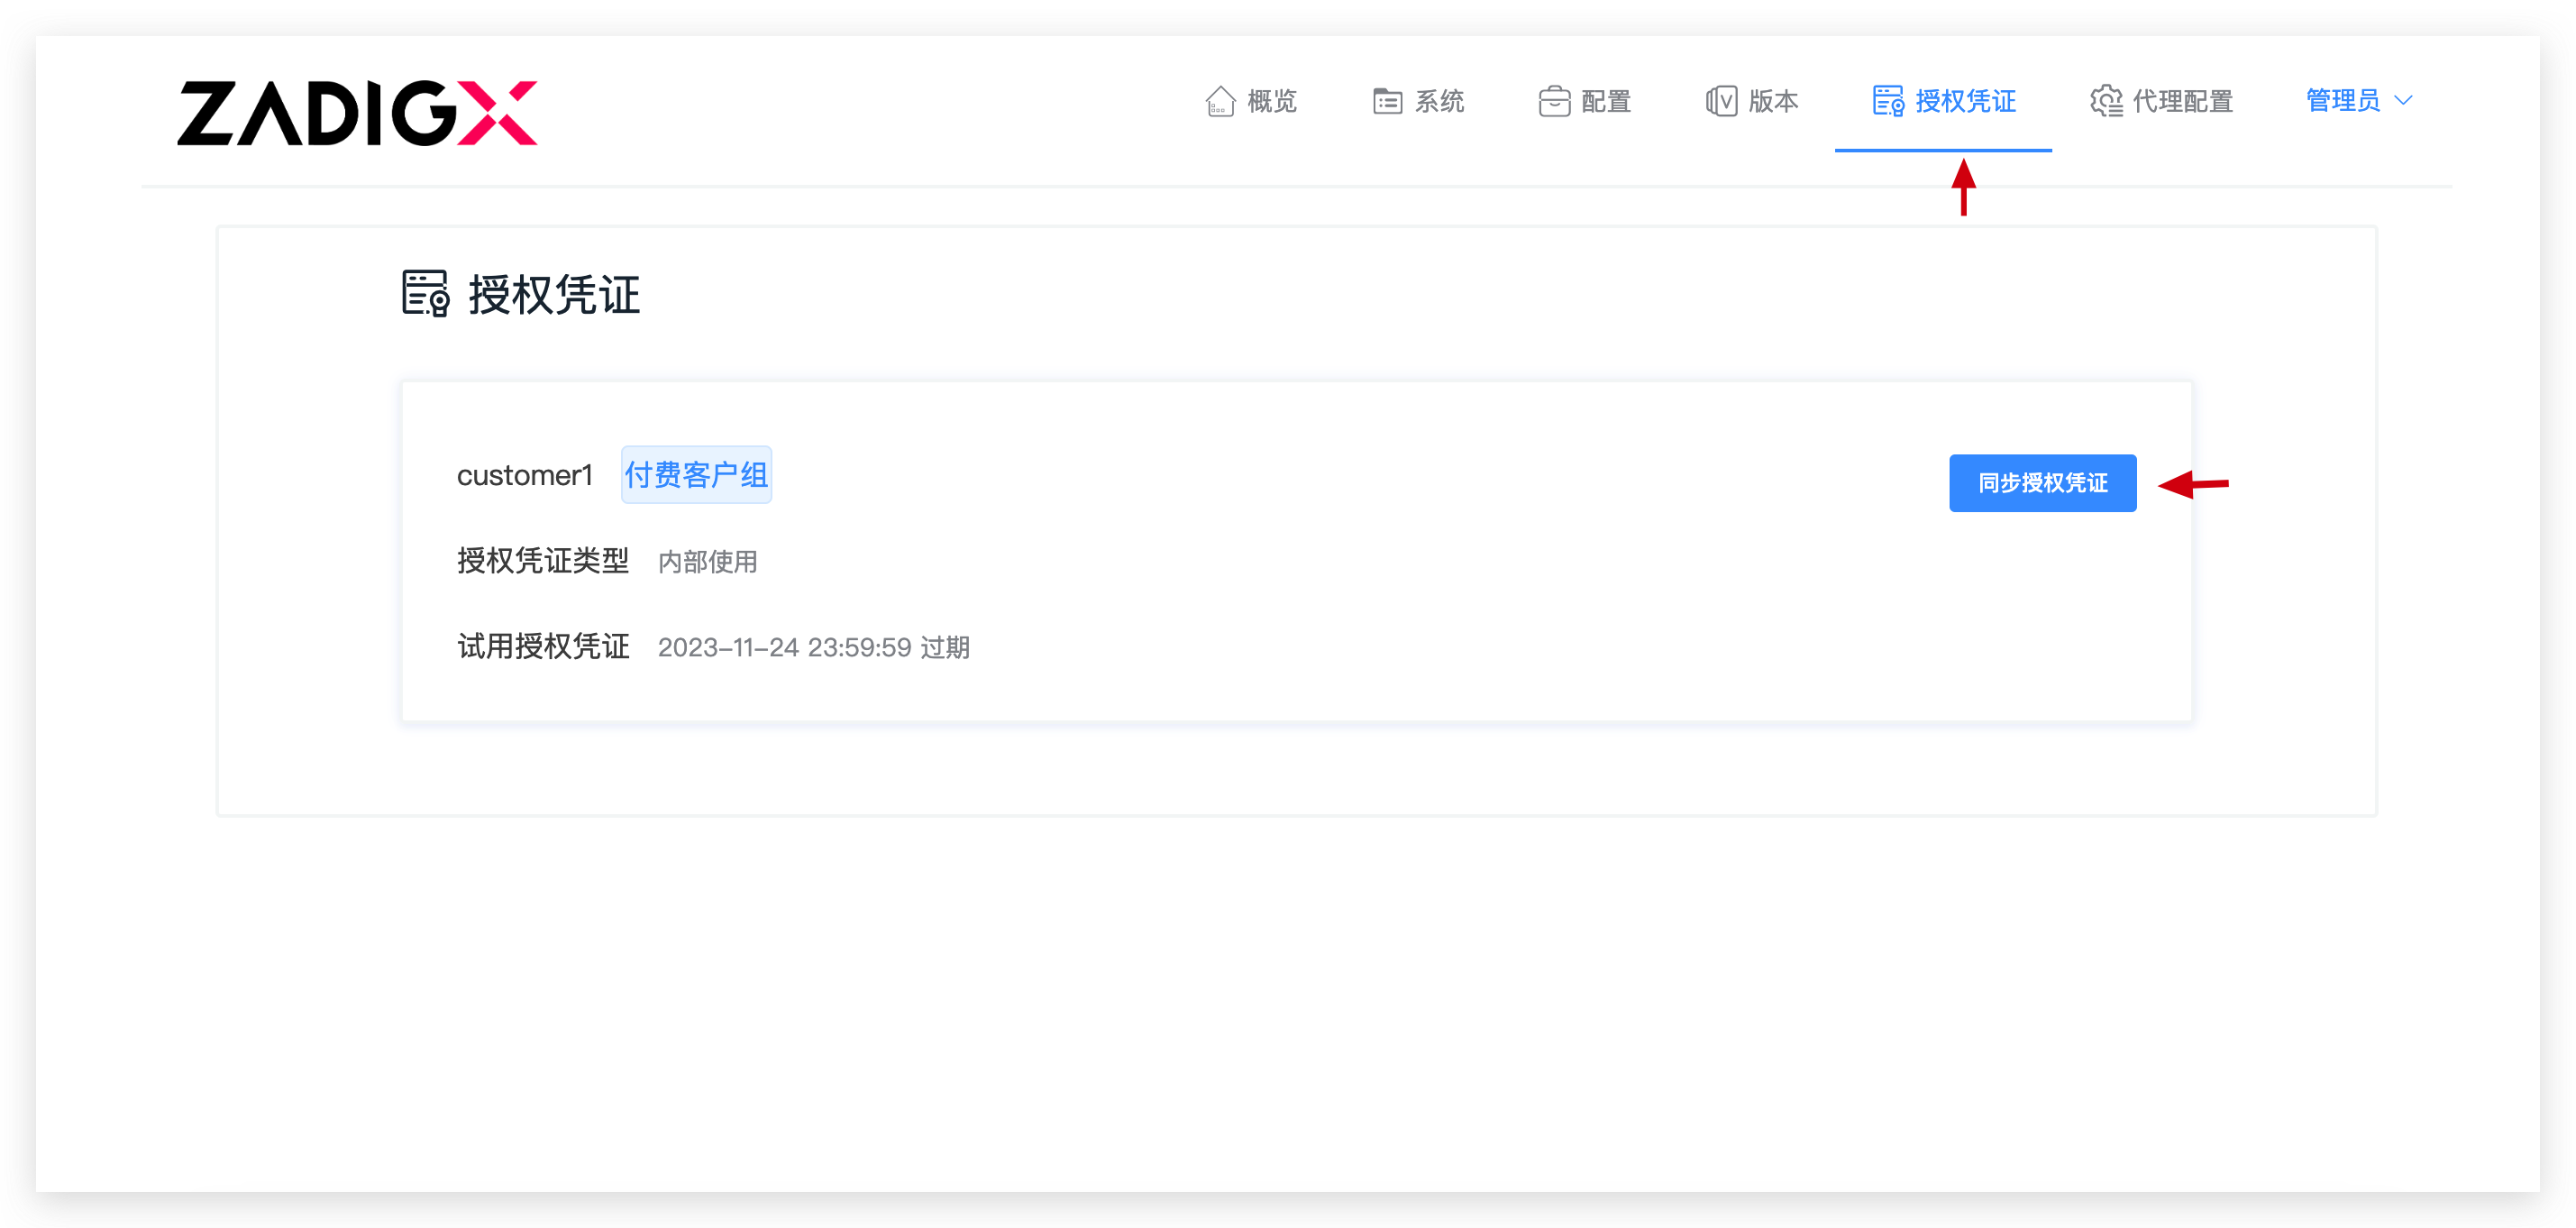 ZADIGX
概览 系统 配置 版本 授权凭证 代理配置 管理员
授权凭证
customer1 付费客户组 同步授权凭证
授权凭证类型 内部使用
试用授权凭证 2023-11-24 23:59:59 过期